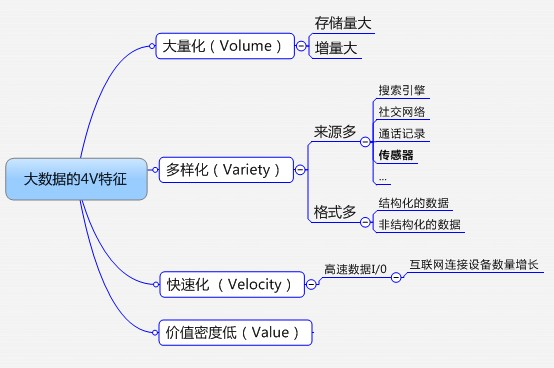 大数据的4V特征
大量化（Volume）
存储量大
增量大
多样化（Variety）
来源多
搜索引擎
社交网络
通话记录
传感器
...
格式多
结构化的数据
非结构化的数据
快速化 （Velocity）
高速数据I/0
互联网连接设备数量增长
价值密度低（Value）